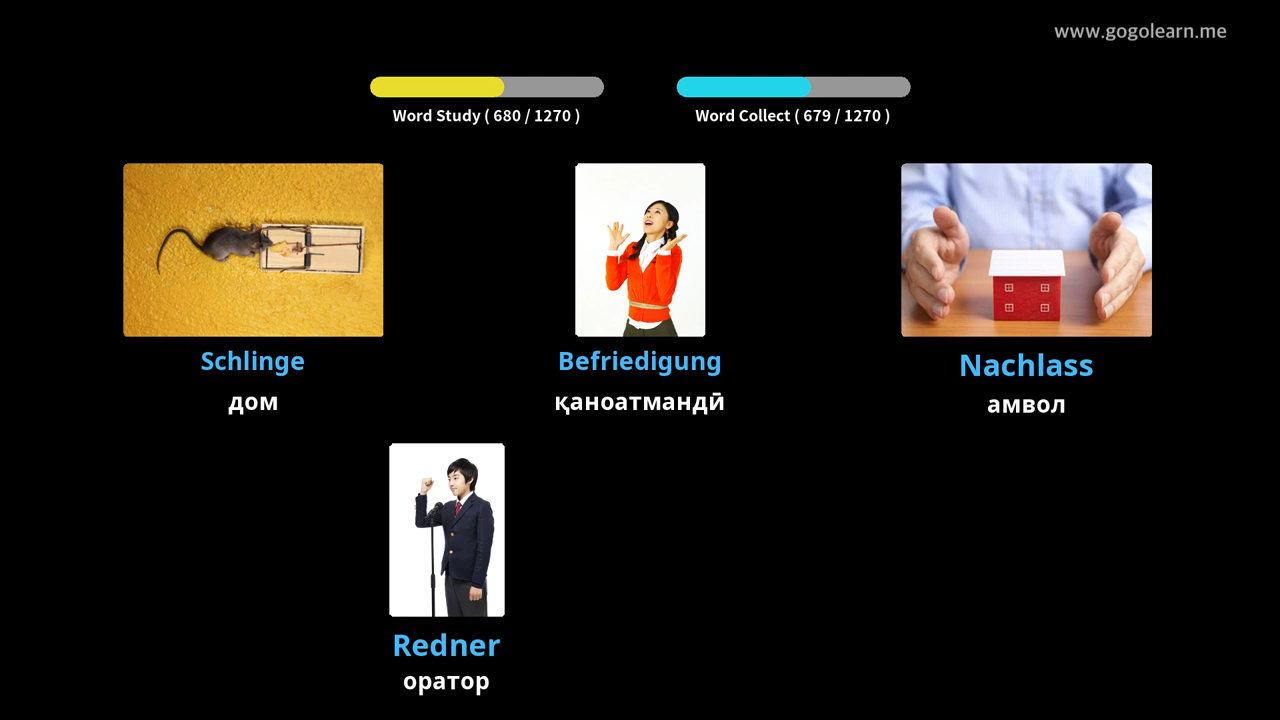 www.gogolearn.me
Word Study ( 680 / 1270 )
Word Collect ( 679 / 1270 )
Schlinge
дом
Befriedigung
қаноатмандӣ
Nachlass
амвол
Redner
оратор